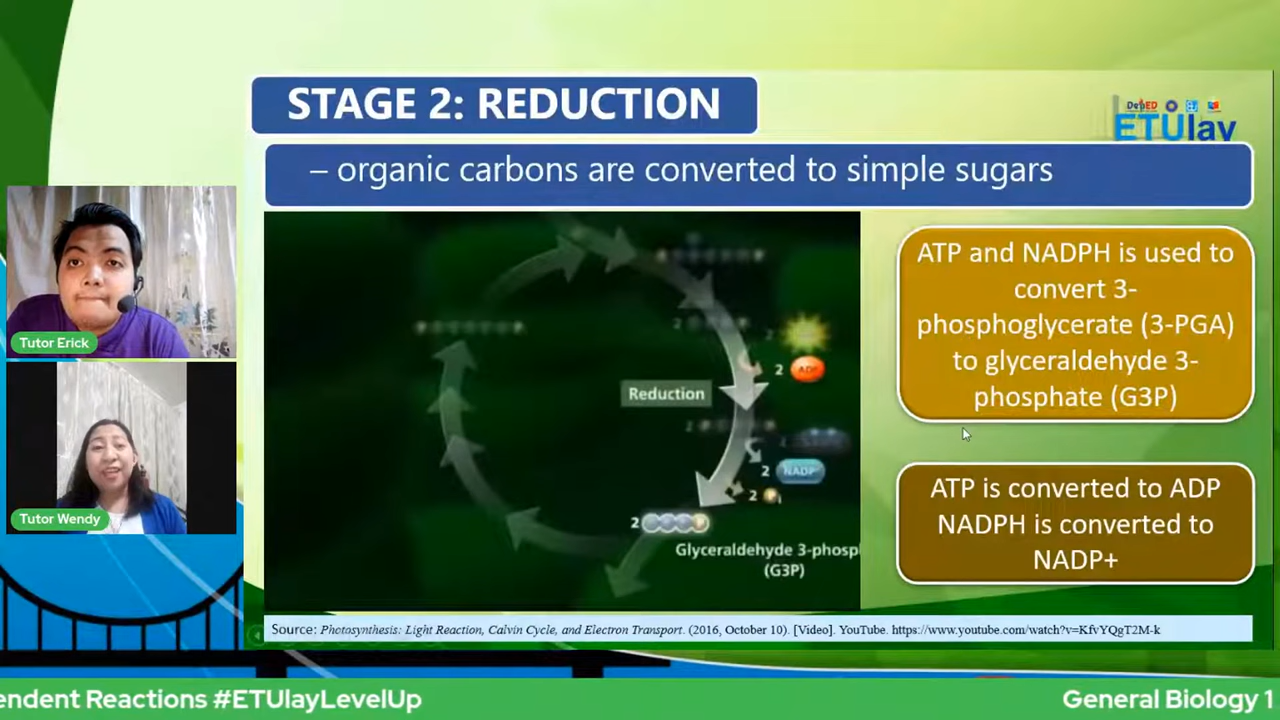 STAGE 2: REDUCTION
DepED
ETUlay
– organic carbons are converted to simple sugars
Tutor Erick
Tutor Wendy
2
2
2 ADP
Reduction
2
2 NADP+
2 P i
2 P
Glyceraldehyde 3-phosp
(G3P)
ATP and NADPH is used to
convert 3-
phosphoglycerate (3-PGA)
to glyceraldehyde 3-
phosphate (G3P)
ATP is converted to ADP
NADPH is converted to
NADP+
Source: Photosynthesis: Light Reaction, Calvin Cycle, and Electron Transport. (2016, October 10). [Video]. YouTube. https://www.youtube.com/watch?v=KfvYQgT2M-k
endent Reactions #ETUlayLevelUp
General Biology 1